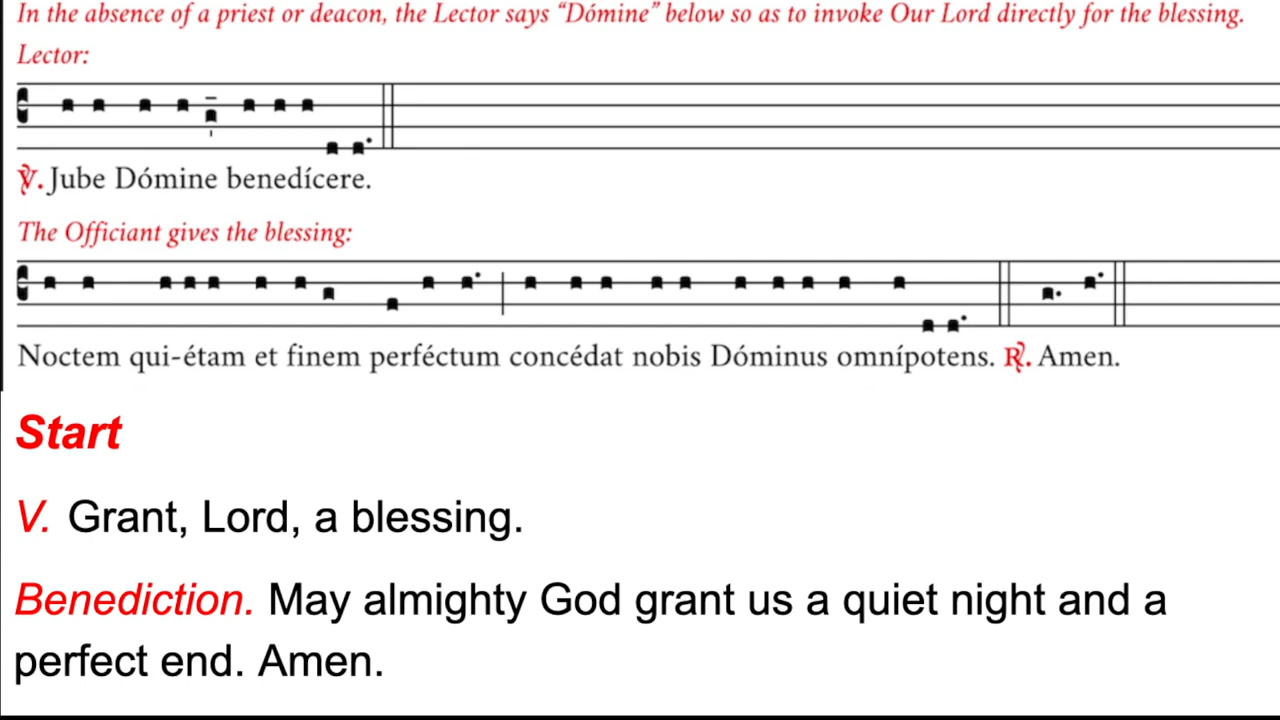 In the absence of a priest or deacon, the Lector says “Dómine” below so as to invoke Our Lord directly for the blessing.
Lector:
℣. Jube Dómine benedícere.
The Officiant gives the blessing:
Noctem qui-étam et finem perféctum concédat nobis Dóminus omnípotens. ℟. Amen.
Start
V. Grant, Lord, a blessing.
Benediction. May almighty God grant us a quiet night and a
perfect end. Amen.